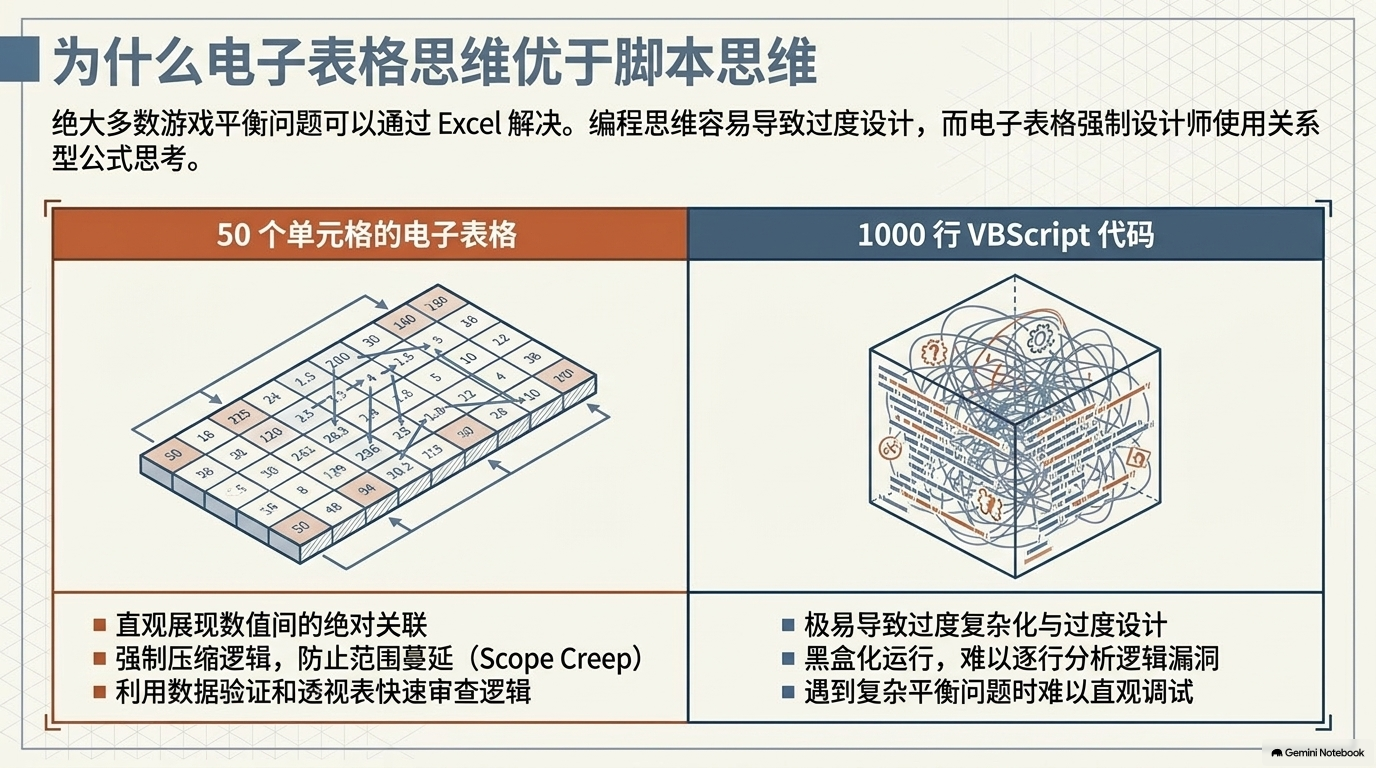 为什么电子表格思维优于脚本思维
绝大多数游戏平衡问题可以通过 Excel 解决。编程思维容易导致过度设计，而电子表格强制设计师使用关系
型公式思考。
50 个单元格的电子表格
1000 行 VBScript 代码
直观展现数值间的绝对关联
强制压缩逻辑，防止范围蔓延（Scope Creep）
利用数据验证和透视表快速审查逻辑
极易导致过度复杂化与过度设计
黑盒化运行，难以逐行分析逻辑漏洞
遇到复杂平衡问题时难以直观调试
Gemini Notebook